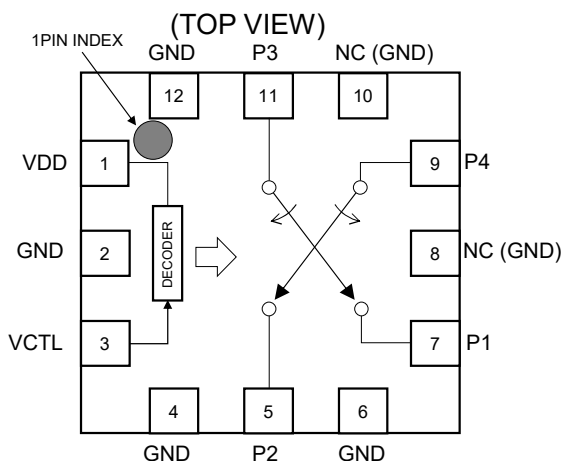 (TOP VIEW)
1PIN INDEX
GND P3 NC (GND)
12 11 10
VDD 1 9 P4
GND 2 DECODER 8 NC (GND)
VCTL 3 7 P1
4 5 6
GND P2 GND